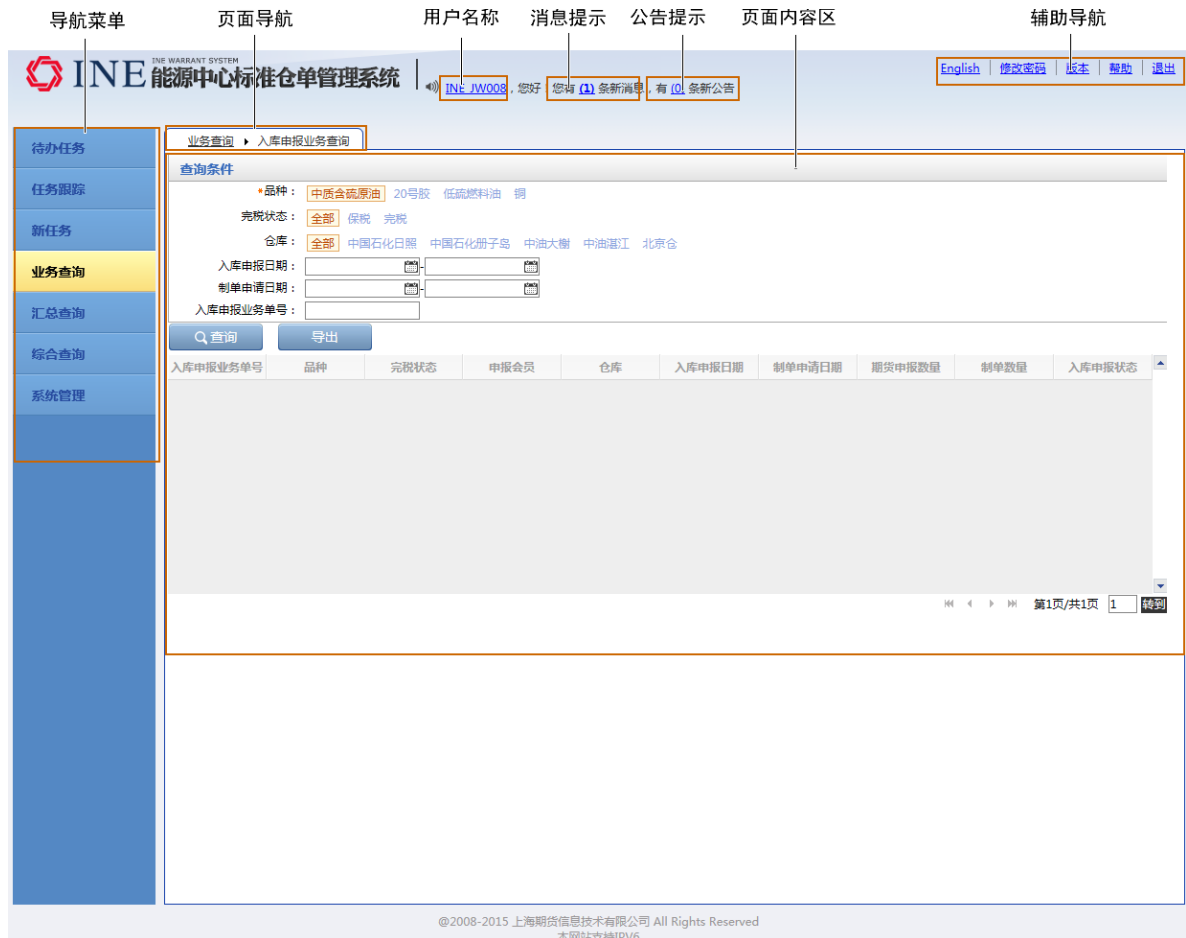 导航菜单 页面导航 用户名称 消息提示 公告提示 页面内容区 辅助导航
INE INE WARRANT SYSTEM
能源中心标准仓单管理系统
INE_JW008, 您好 您有 (1) 条新消息, 有 (0) 条新公告
English 修改密码 版本 帮助 退出
待办任务
任务跟踪
新任务
业务查询
汇总查询
综合查询
系统管理
业务查询 入库申报业务查询
查询条件
*品种: 中质含硫原油 20号胶 低硫燃料油 铜
完税状态: 全部 保税 完税
仓库: 全部 中国石化日照 中国石化册子岛 中油大榭 中油湛江 北京仓
入库申报日期: -
制单申请日期: -
入库申报业务单号:
查询 导出
入库申报业务单号 品种 完税状态 申报会员 仓库 入库申报日期 制单申请日期 期货申报数量 制单数量 入库申报状态
第1页/共1页 1 转到
@2008-2015 上海期货信息技术有限公司 All Rights Reserved
本网站支持IPV6